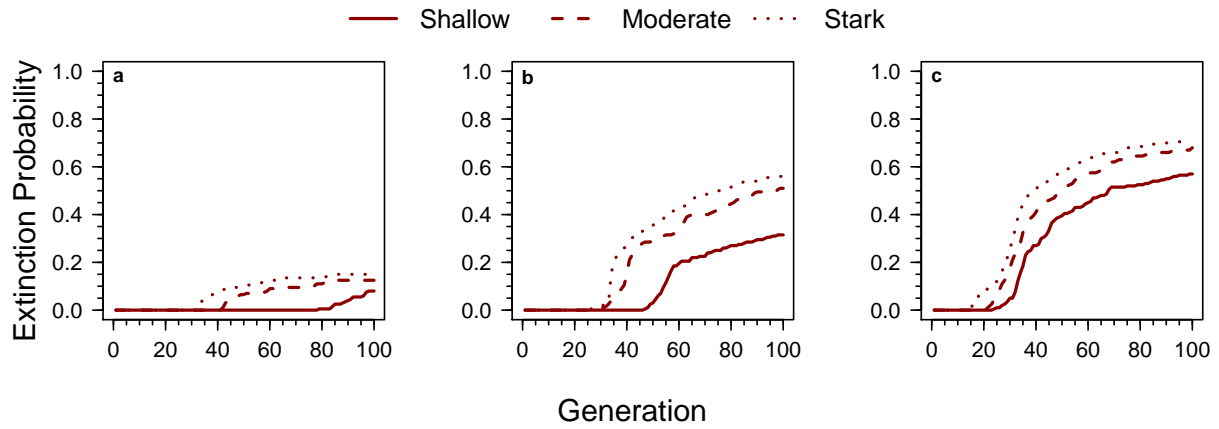 Shallow Moderate Stark
a b c
Extinction Probability
1.0 1.0 1.0
0.8 0.8 0.8
0.6 0.6 0.6
0.4 0.4 0.4
0.2 0.2 0.2
0.0 0.0 0.0
0 20 40 60 80 100 0 20 40 60 80 100 0 20 40 60 80 100
Generation